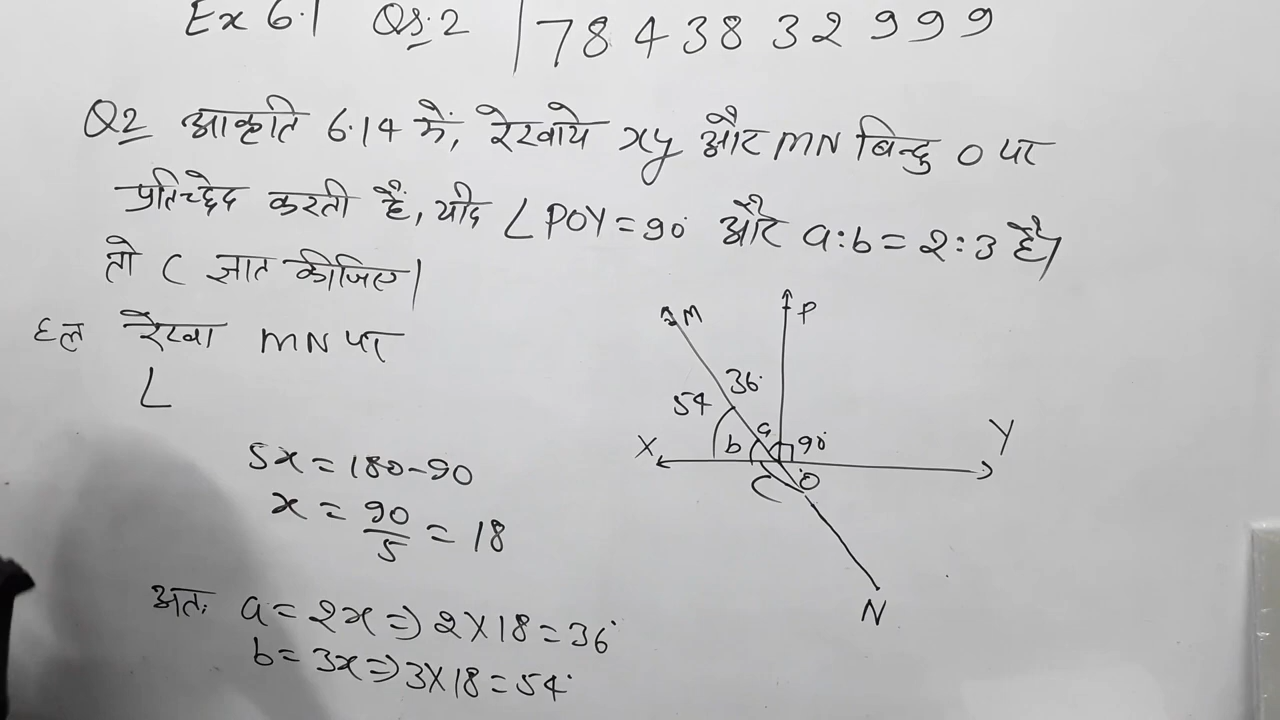 Ex 6.1 Qs:2 | 78 4 38 32 999
Q2 आकृति 6.14 में, रेखाये xy और MN बिन्दु O पर
प्रतिच्छेद करती हैं, यदि ∠POY = 90° और a:b = 2:3 है।
तो C ज्ञात कीजिए।
हल रेखा MN पर
∠
5x = 180-90
x = 90/5 = 18
अतः a = 2x ⇒ 2×18 = 36°
b = 3x ⇒ 3×18 = 54°
M
P
36°
54
a
X
b
90°
Y
C
O
N